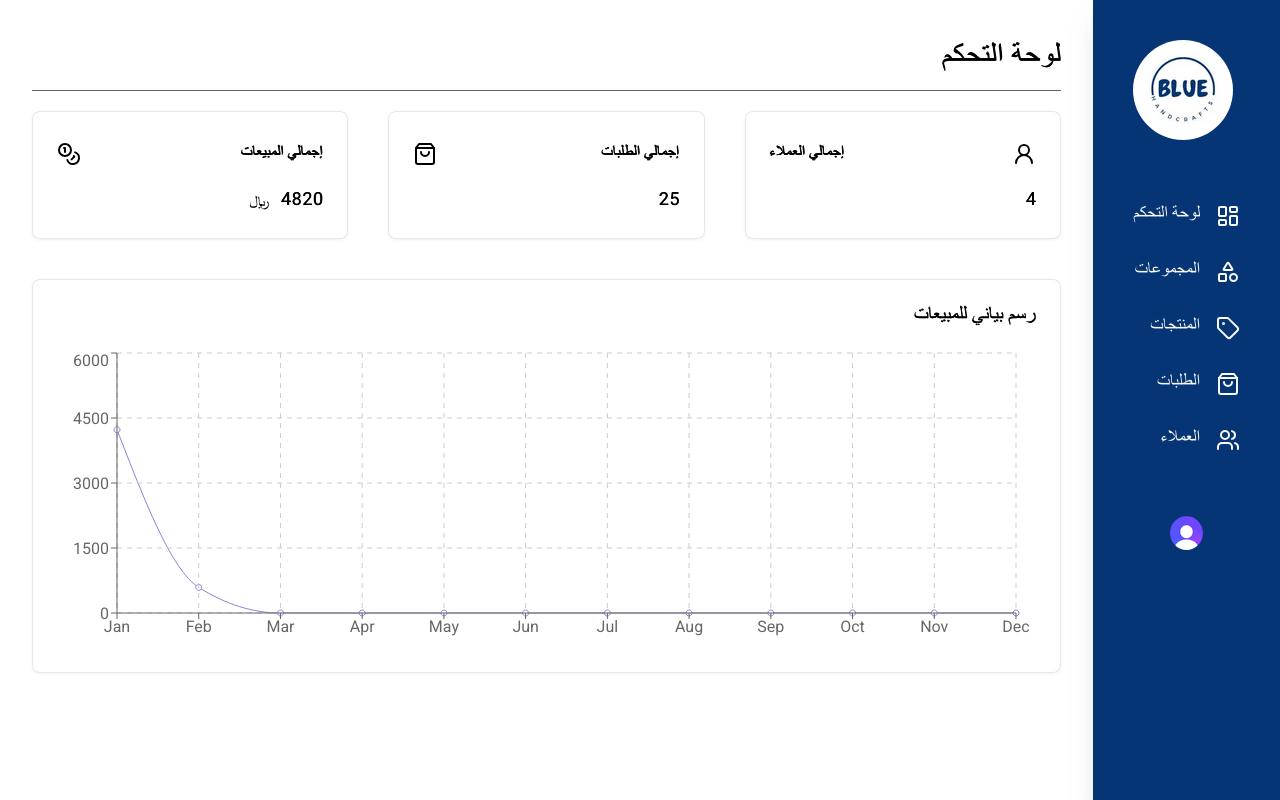 BLUE
HANDCRAFTS
لوحة التحكم
المجموعات
المنتجات
الطلبات
العملاء
لوحة التحكم
إجمالي العملاء
4
إجمالي الطلبات
25
إجمالي المبيعات
4820 ريال
رسم بياني للمبيعات
6000
4500
3000
1500
0
Jan Feb Mar Apr May Jun Jul Aug Sep Oct Nov Dec